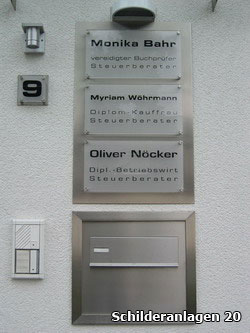 Monika Bahr
vereidigter Buchprüfer
Steuerberater
9
Myriam Wöhrmann
Diplom-Kauffrau
Steuerberater
Oliver Nöcker
Dipl.-Betriebswirt
Steuerberater
Schilderanlagen 20